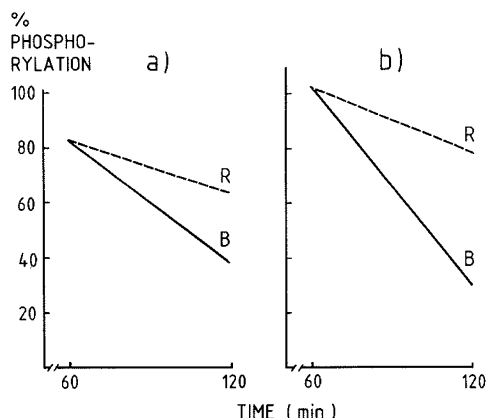 %
PHOSPHO-
RYLATION
a)
b)
100
80
60
40
20
R
B
R
B
60
120
60
120
TIME (min)